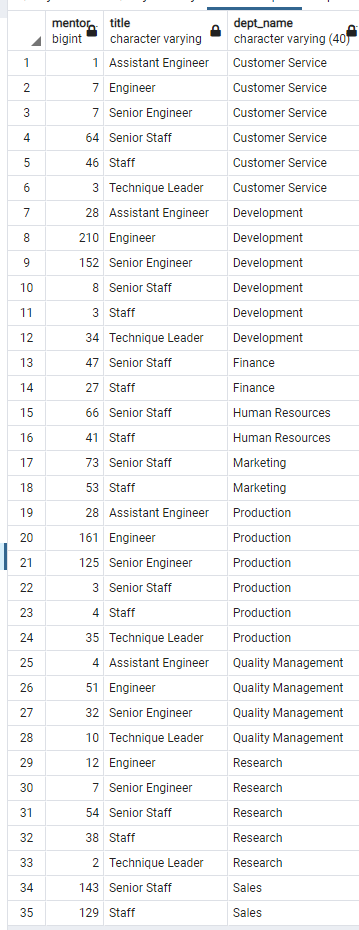 mentor title dept_name
bigint character varying character varying (40)
1 1 Assistant Engineer Customer Service
2 7 Engineer Customer Service
3 7 Senior Engineer Customer Service
4 64 Senior Staff Customer Service
5 46 Staff Customer Service
6 3 Technique Leader Customer Service
7 28 Assistant Engineer Development
8 210 Engineer Development
9 152 Senior Engineer Development
10 8 Senior Staff Development
11 3 Staff Development
12 34 Technique Leader Development
13 47 Senior Staff Finance
14 27 Staff Finance
15 66 Senior Staff Human Resources
16 41 Staff Human Resources
17 73 Senior Staff Marketing
18 53 Staff Marketing
19 28 Assistant Engineer Production
20 161 Engineer Production
21 125 Senior Engineer Production
22 3 Senior Staff Production
23 4 Staff Production
24 35 Technique Leader Production
25 4 Assistant Engineer Quality Management
26 51 Engineer Quality Management
27 32 Senior Engineer Quality Management
28 10 Technique Leader Quality Management
29 12 Engineer Research
30 7 Senior Engineer Research
31 54 Senior Staff Research
32 38 Staff Research
33 2 Technique Leader Research
34 143 Senior Staff Sales
35 129 Staff Sales